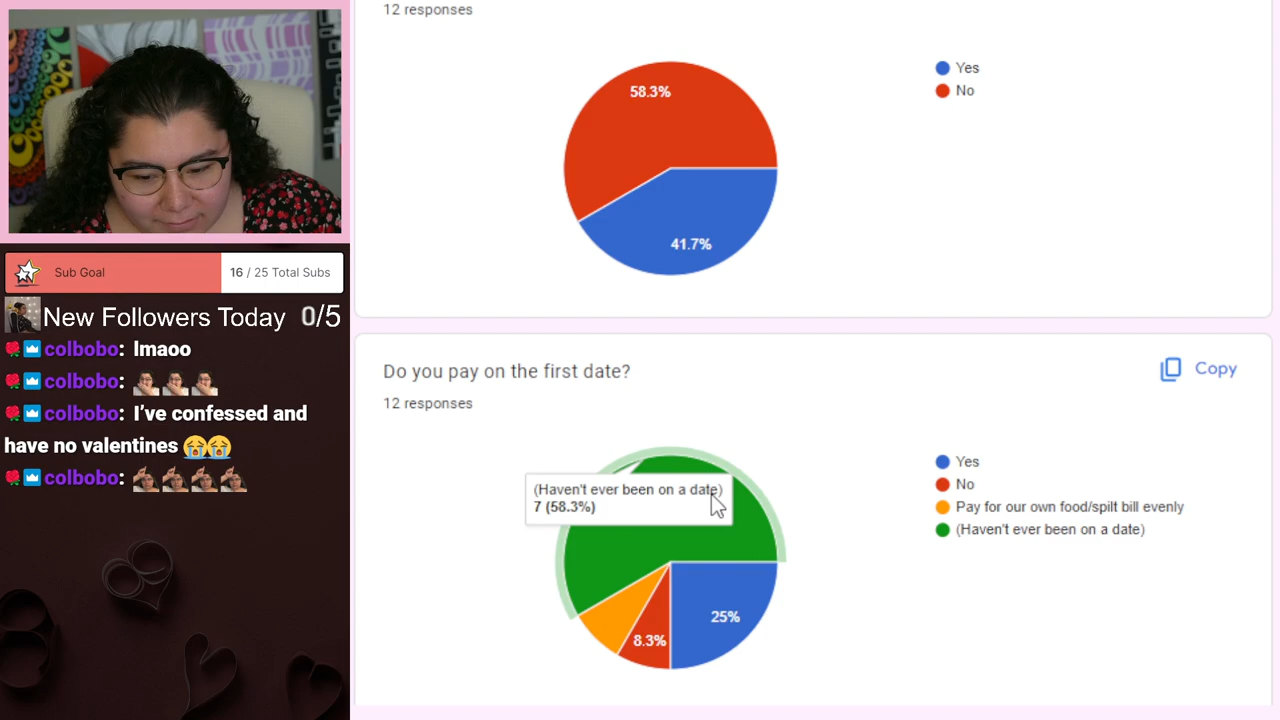 Sub Goal
16 / 25 Total Subs
New Followers Today 0/5
colbobo: lmaoo
colbobo:
colbobo: I’ve confessed and
have no valentines 😭😭
colbobo:
12 responses
58.3%
41.7%
Yes
No
Do you pay on the first date?
Copy
12 responses
(Haven't ever been on a date)
7 (58.3%)
25%
8.3%
Yes
No
Pay for our own food/spilt bill evenly
(Haven't ever been on a date)